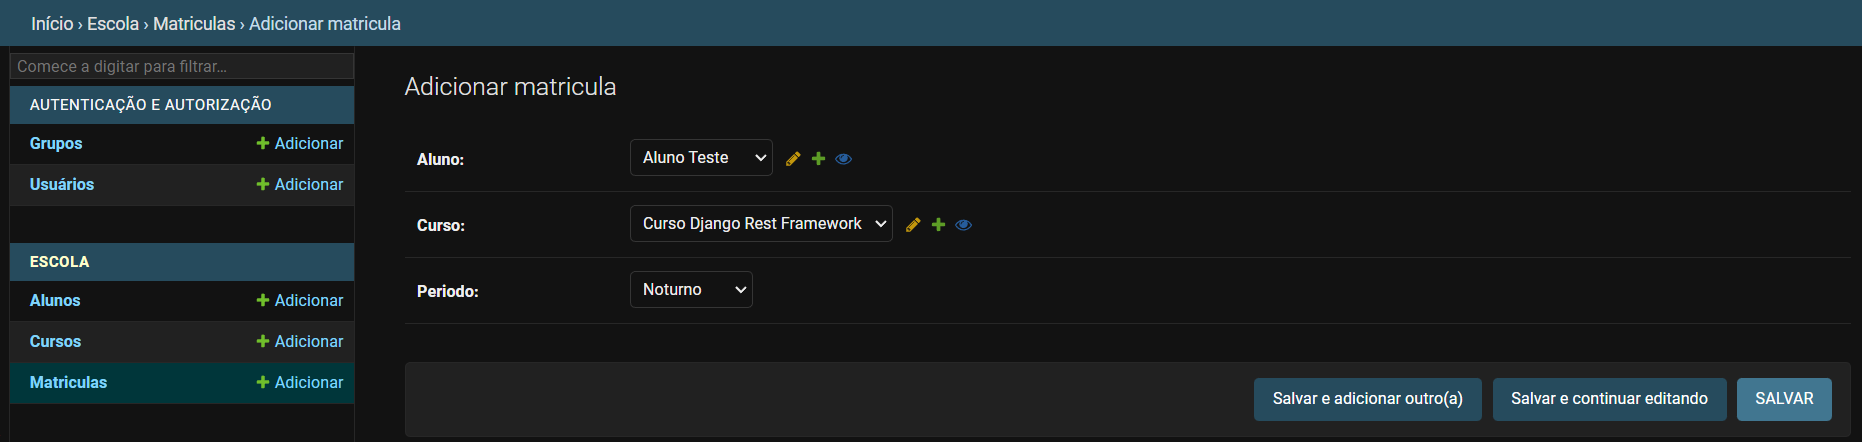 Início › Escola › Matriculas › Adicionar matricula
Comece a digitar para filtrar...
AUTENTICAÇÃO E AUTORIZAÇÃO
Grupos Adicionar
Usuários Adicionar
ESCOLA
Alunos Adicionar
Cursos Adicionar
Matriculas Adicionar
Adicionar matricula
Aluno: Aluno Teste
Curso: Curso Django Rest Framework
Periodo: Noturno
Salvar e adicionar outro(a) Salvar e continuar editando SALVAR